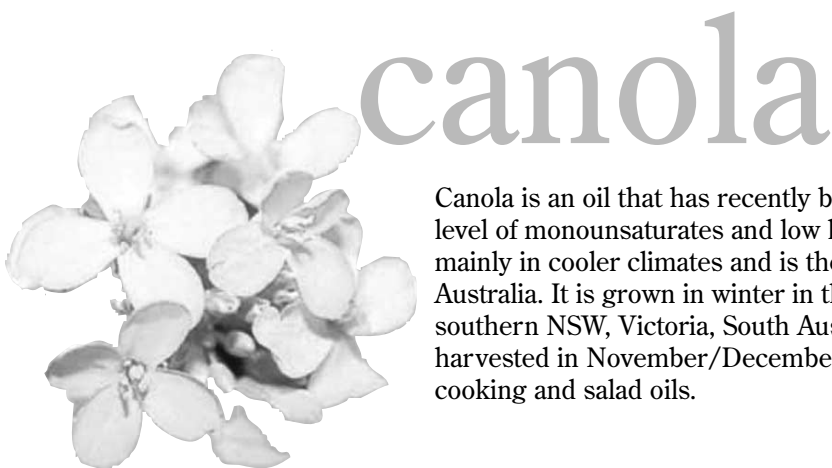 canola
Canola is an oil that has recently b
level of monounsaturates and low l
mainly in cooler climates and is the
Australia. It is grown in winter in th
southern NSW, Victoria, South Aus
harvested in November/Decembe
cooking and salad oils.